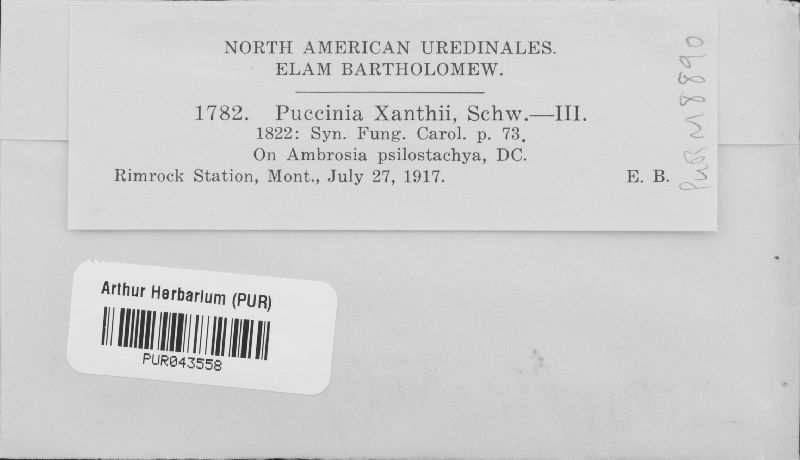 NORTH AMERICAN UREDINALES.
ELAM BARTHOLOMEW.
1782. Puccinia Xanthii, Schw.—III.
1822: Syn. Fung. Carol. p. 73.
On Ambrosia psilostachya, DC.
Rimrock Station, Mont., July 27, 1917. E. B.
PUR M8890
Arthur Herbarium (PUR)
PUR043558